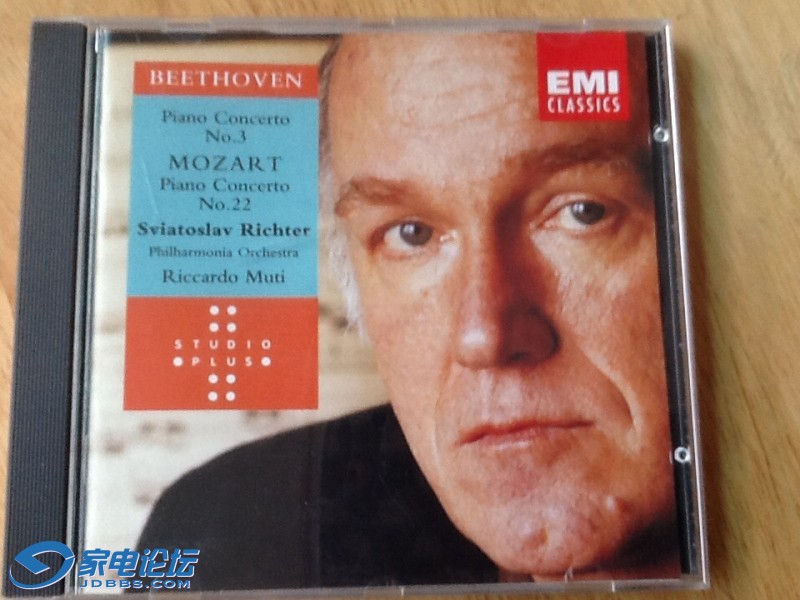 BEETHOVEN
Piano Concerto
No.3
MOZART
Piano Concerto
No.22
Sviatoslav Richter
Philharmonia Orchestra
Riccardo Muti
STUDIO
PLUS
EMI
CLASSICS
家电论坛
JDBBS.COM